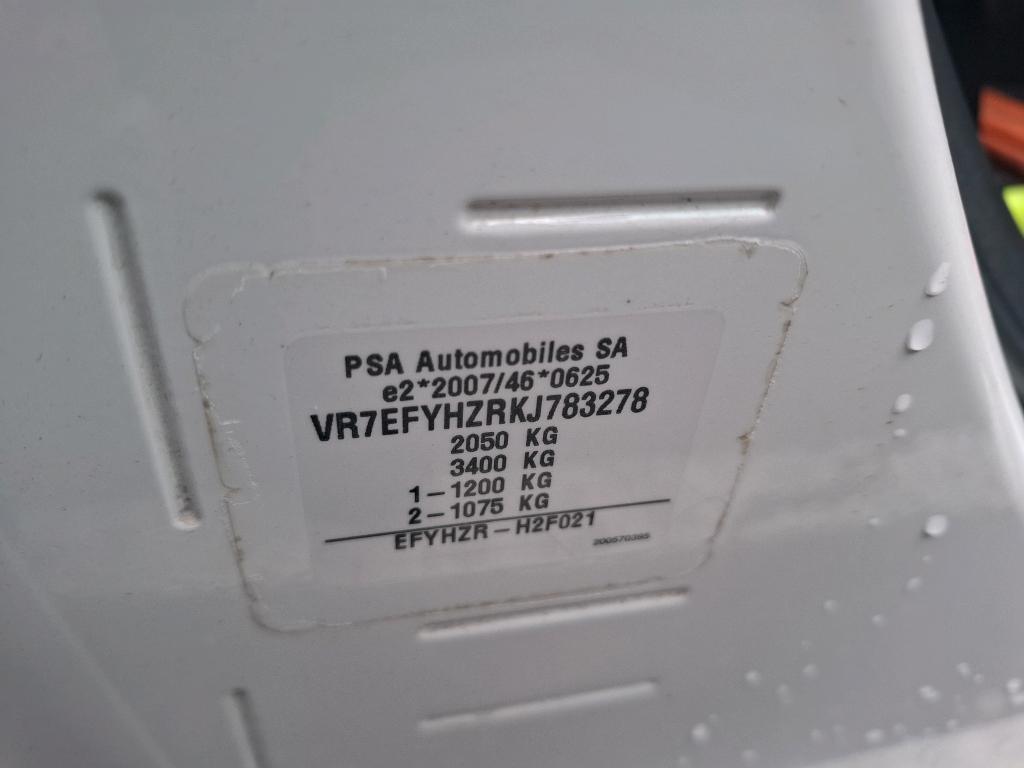 PSA Automobiles SA
e2*2007/46*0625
VR7EFYHZRKJ783278
2050 KG
3400 KG
1-1200 KG
2-1075 KG
EFYHZR-H2F021
200570395